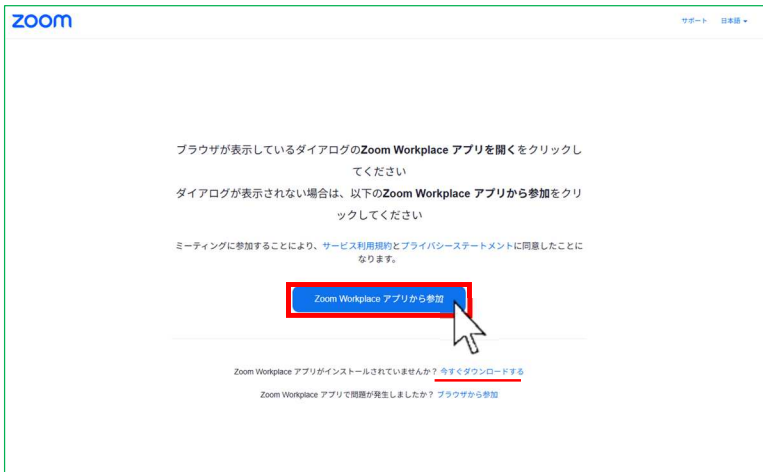 zoom
サポート 日本語
ブラウザが表示しているダイアログのZoom Workplace アプリを開くをクリックし
てください
ダイアログが表示されない場合は、以下のZoom Workplace アプリから参加をクリ
ックしてください
ミーティングに参加することにより、サービス利用規約とプライバシーステートメントに同意したことに
なります。
Zoom Workplace アプリから参加
Zoom Workplace アプリがインストールされていませんか？ 今すぐダウンロードする
Zoom Workplace アプリで問題が発生しましたか？ ブラウザから参加